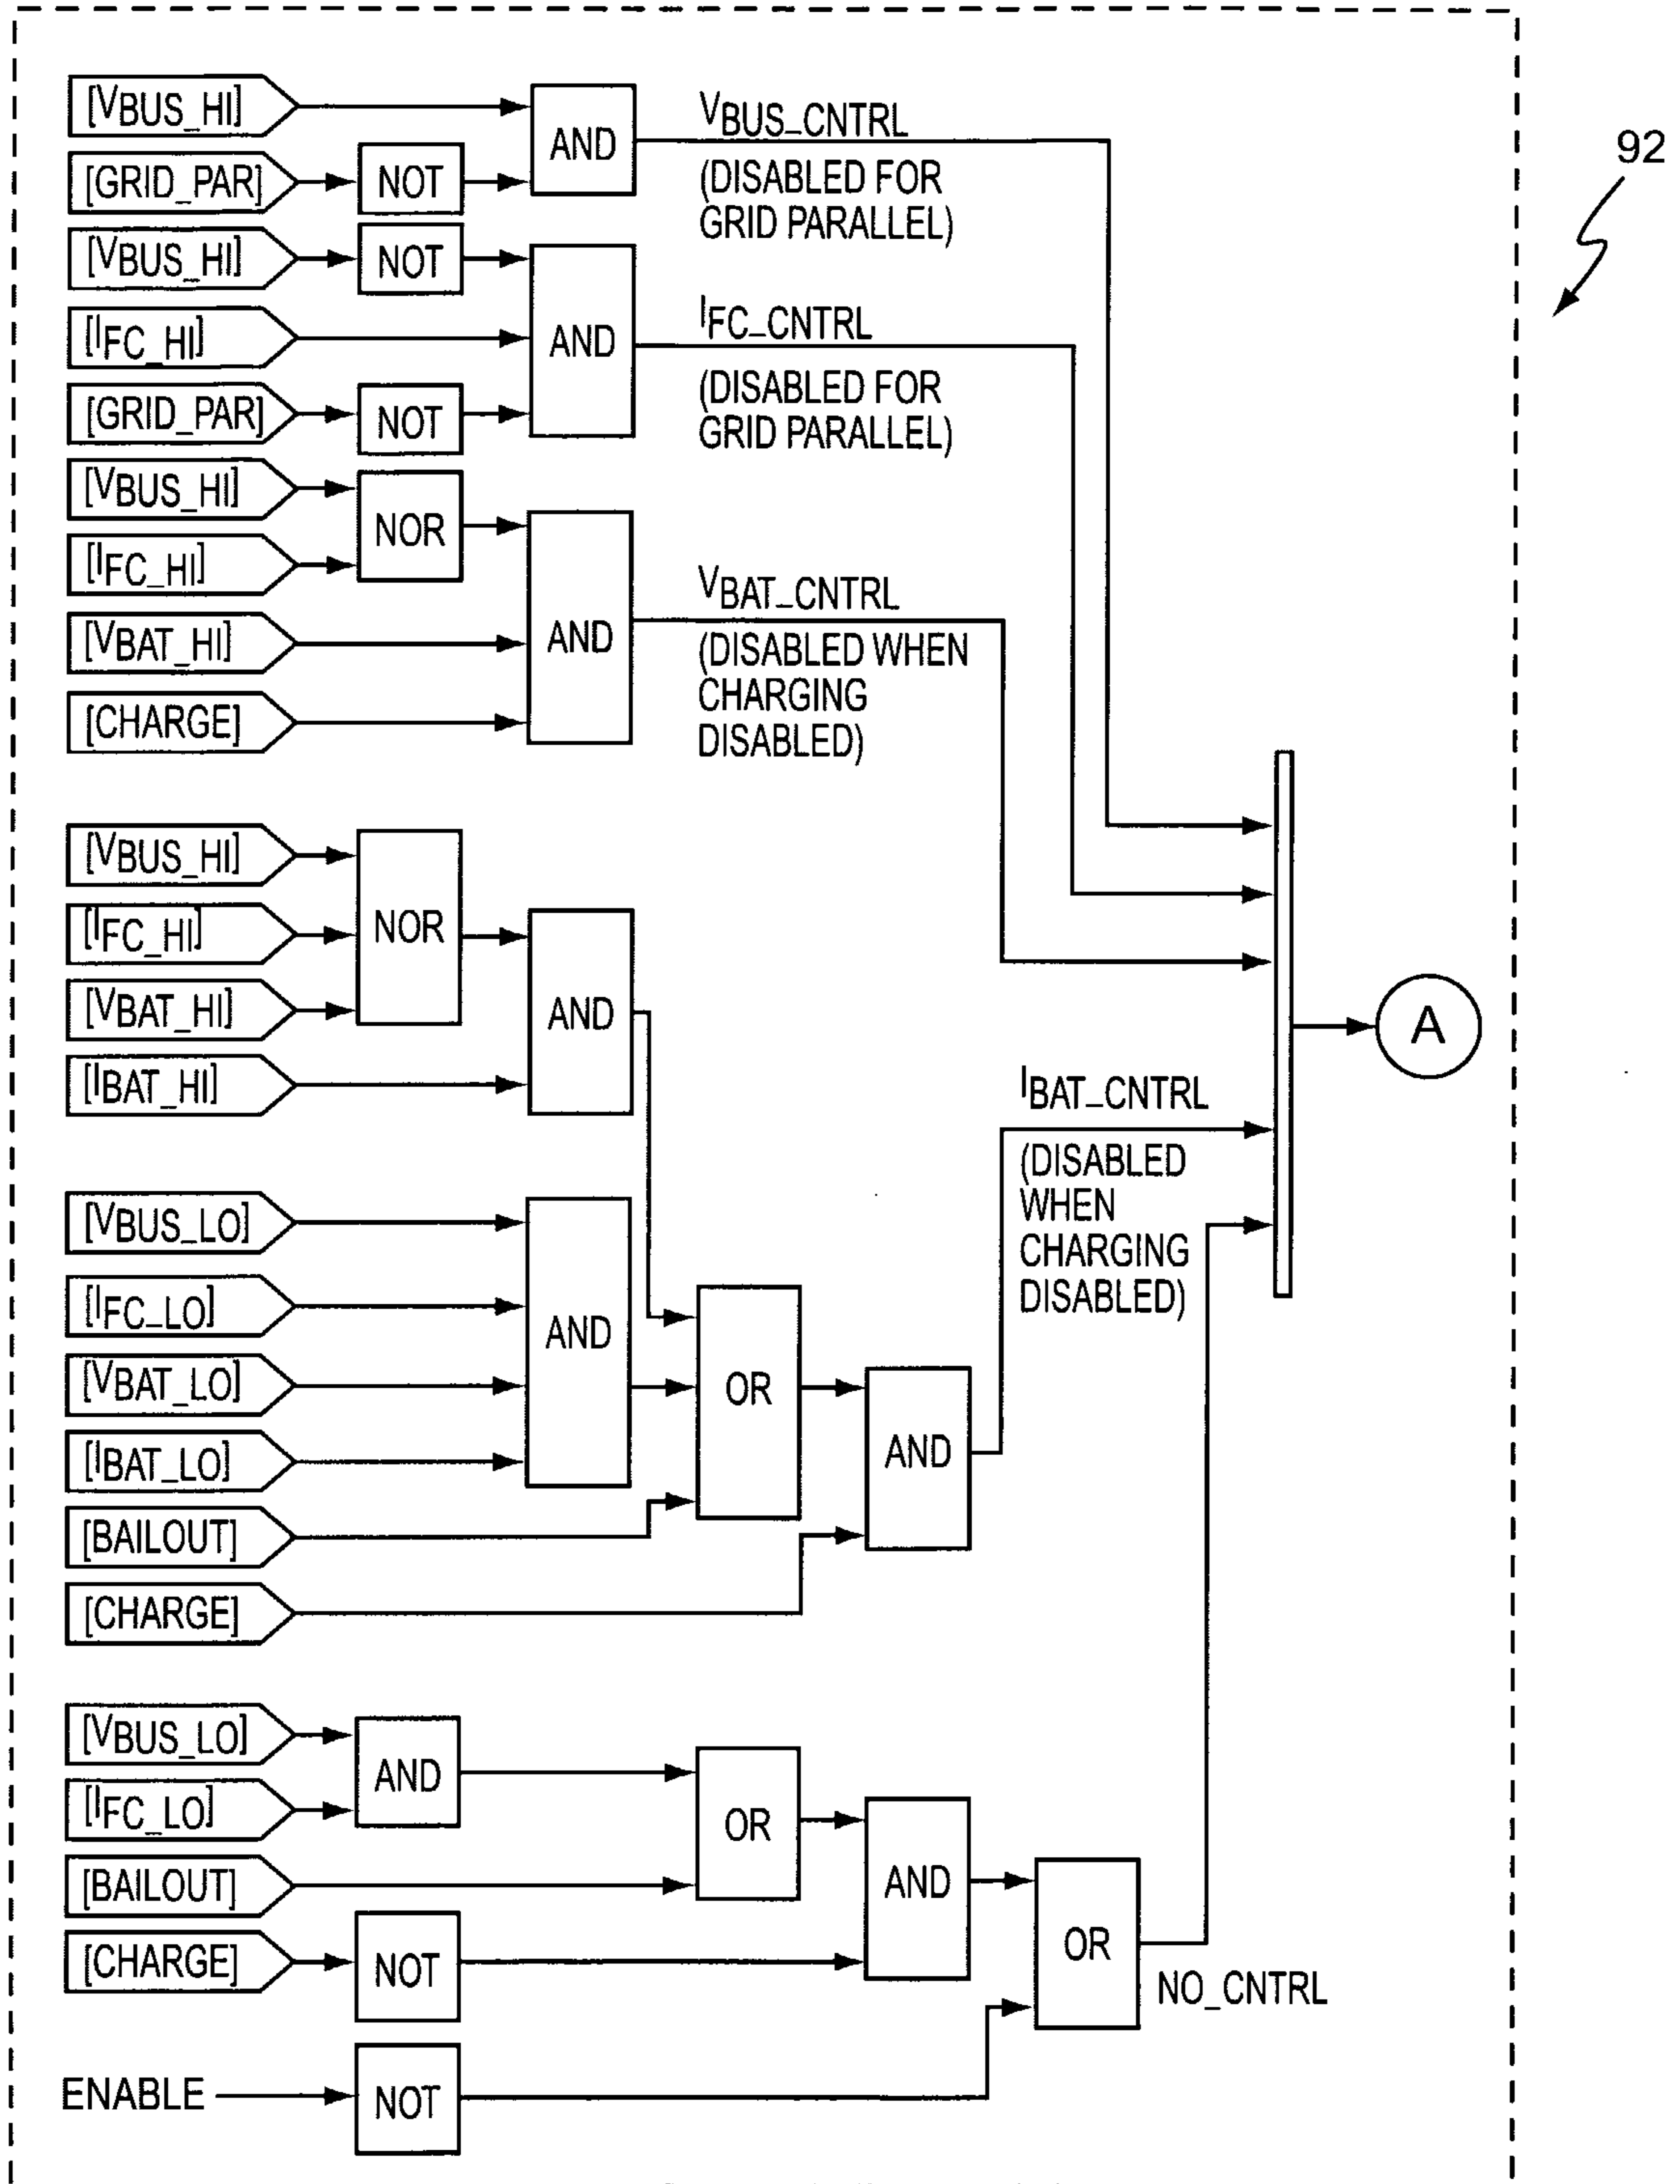 [VBUS_HI]
AND
VBUS_CNTRL
[GRID_PAR]
NOT
(DISABLED FOR
GRID PARALLEL)
92
[VBUS_HI]
NOT
[IFC_HI]
AND
IFC_CNTRL
[GRID_PAR]
NOT
(DISABLED FOR
GRID PARALLEL)
[VBUS_HI]
NOR
[IFC_HI]
[VBAT_HI]
AND
VBAT_CNTRL
(DISABLED WHEN
CHARGING
DISABLED)
[CHARGE]
[VBUS_HI]
[IFC_HI]
NOR
[VBAT_HI]
AND
[IBAT_HI]
A
IBAT_CNTRL
(DISABLED
WHEN
CHARGING
DISABLED)
[VBUS_LO]
[IFC_LO]
AND
[VBAT_LO]
OR
[IBAT_LO]
AND
[BAILOUT]
[CHARGE]
[VBUS_LO]
AND
[IFC_LO]
OR
[BAILOUT]
AND
[CHARGE]
NOT
OR
NO_CNTRL
ENABLE
NOT